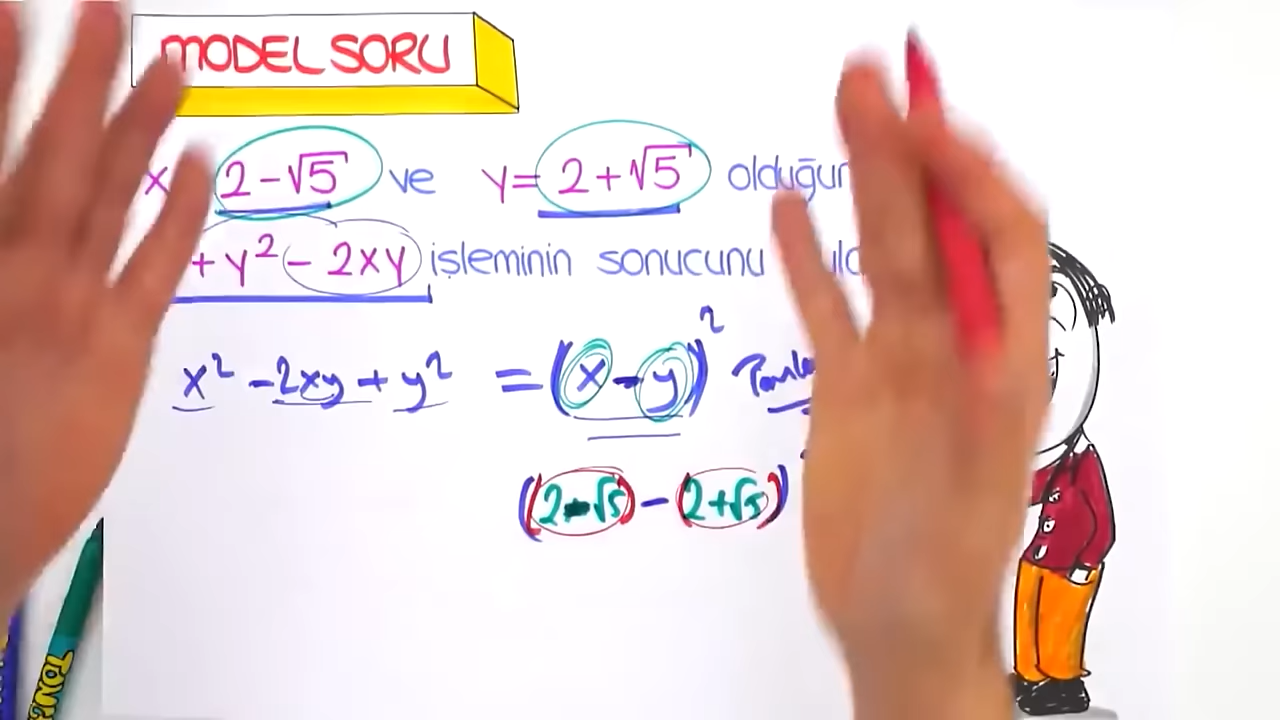 MODEL SORU
x 2-√5 ve y=2+√5
+ y² - 2xy işleminin sonucunu
x² - 2xy + y² = (x-y)²
((2-√5) - (2+√5))